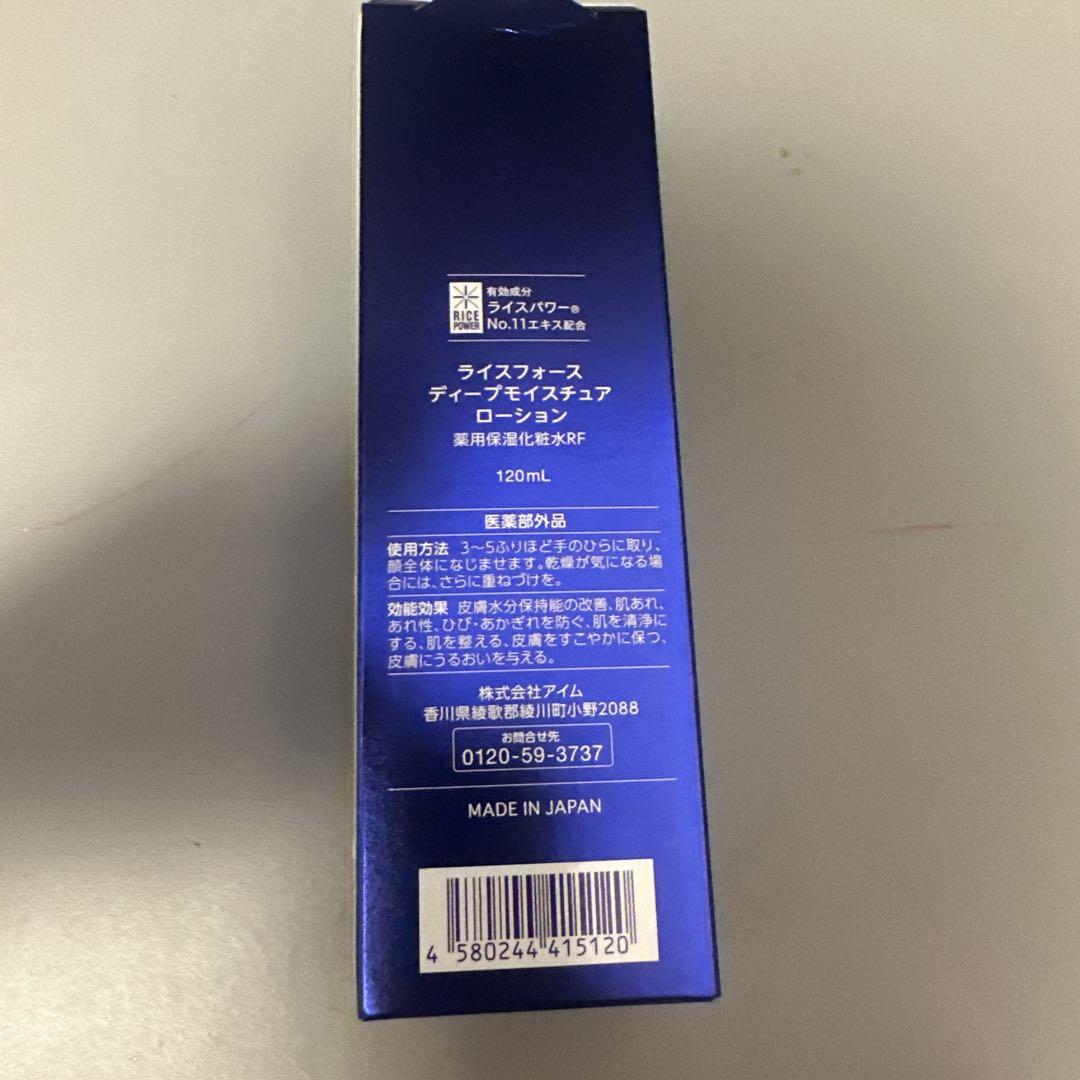 RICE
POWER
有効成分
ライスパワー®
No.11エキス配合
ライスフォース
ディープモイスチュア
ローション
薬用保湿化粧水RF
120mL
医薬部外品
使用方法 3〜5ふりほど手のひらに取り、
顔全体になじませます。乾燥が気になる場
合には、さらに重ねづけを。
効能効果 皮膚水分保持能の改善、肌あれ、
あれ性、ひび・あかぎれを防ぐ、肌を清浄に
する、肌を整える、皮膚をすこやかに保つ、
皮膚にうるおいを与える。
株式会社アイム
香川県綾歌郡綾川町小野2088
お問合せ先
0120-59-3737
MADE IN JAPAN
4 580244 415120